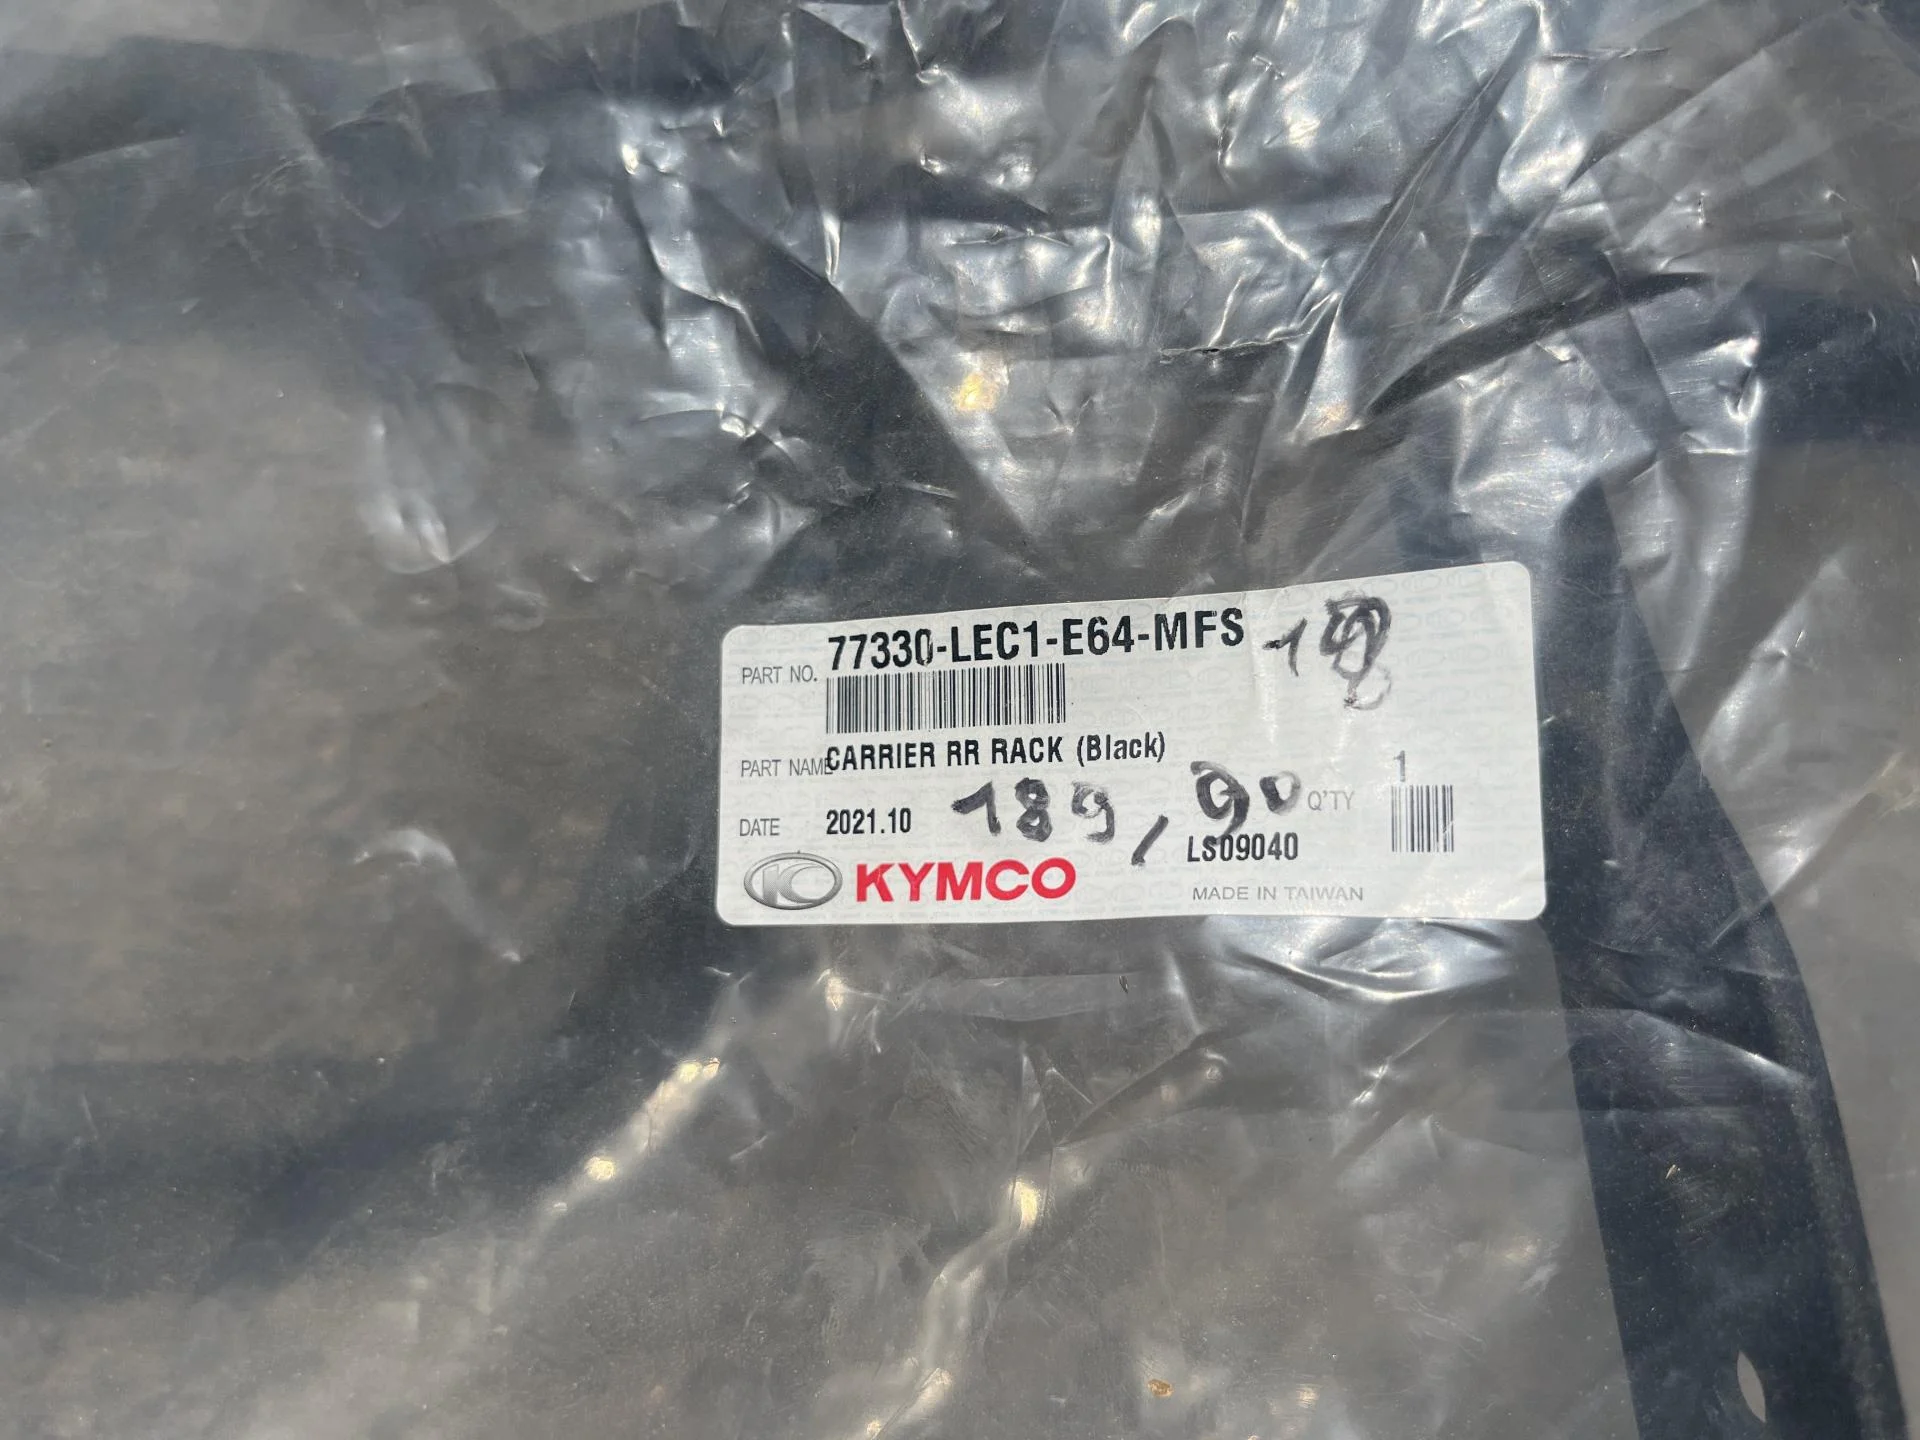 PART NO. 77330-LEC1-E64-MFS
PART NAME CARRIER RR RACK (Black)
1
DATE 2021.10 189,90 Q'TY
LS09040
KYMCO
MADE IN TAIWAN